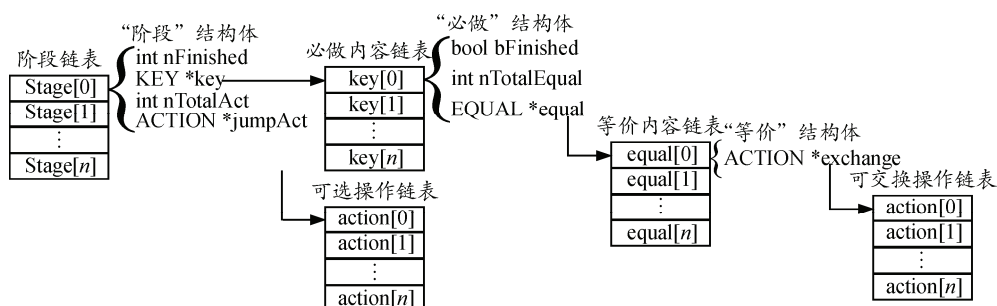 阶段链表
Stage[0]
Stage[1]
⋮
Stage[n]
“阶段”结构体
int nFinished
KEY *key
int nTotalAct
ACTION *jumpAct
必做内容链表
key[0]
key[1]
⋮
key[n]
“必做”结构体
bool bFinished
int nTotalEqual
EQUAL *equal
可选操作链表
action[0]
action[1]
⋮
action[n]
等价内容链表
equal[0]
equal[1]
⋮
equal[n]
“等价”结构体
ACTION *exchange
可交换操作链表
action[0]
action[1]
⋮
action[n]